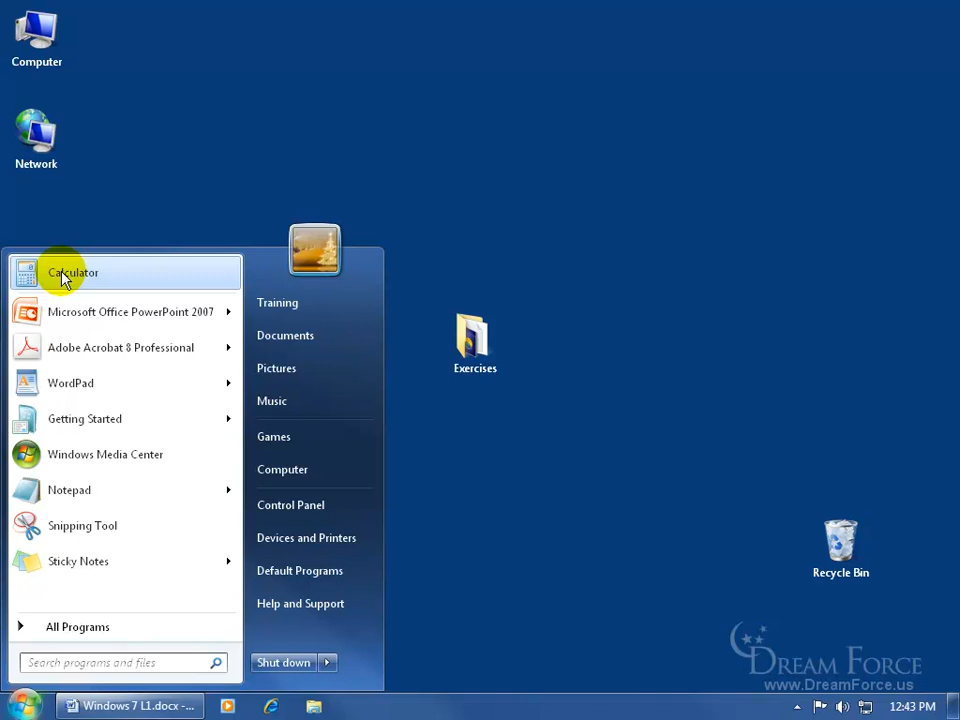 Computer
Network
Calculator
Microsoft Office PowerPoint 2007
Adobe Acrobat 8 Professional
WordPad
Getting Started
Windows Media Center
Notepad
Snipping Tool
Sticky Notes
All Programs
Search programs and files
Training
Documents
Pictures
Music
Games
Computer
Control Panel
Devices and Printers
Default Programs
Help and Support
Shut down
Exercises
Recycle Bin
DREAM FORCE
www.DreamForce.us
Windows 7 L1.docx -...
12:43 PM